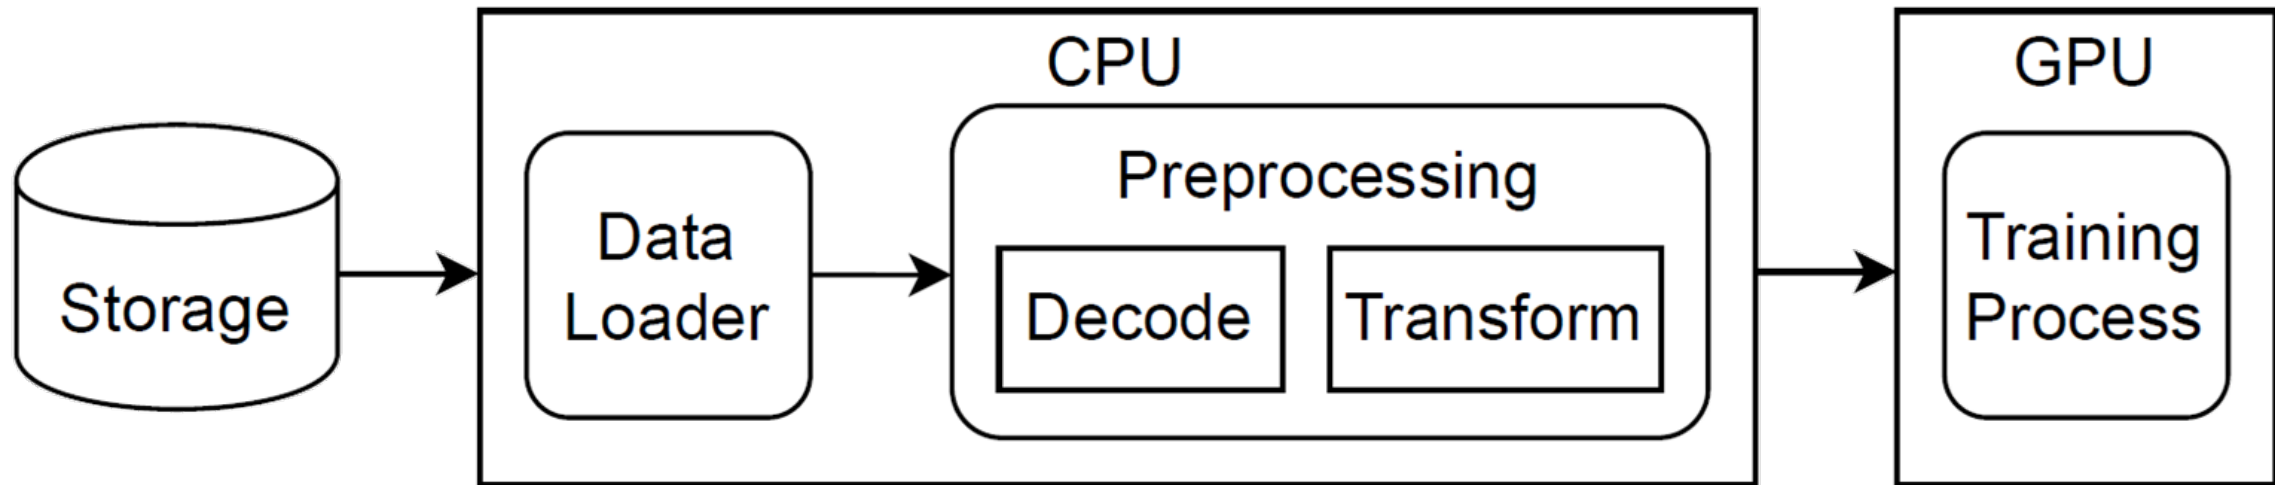 Storage
CPU
Data
Loader
Preprocessing
Decode
Transform
GPU
Training
Process